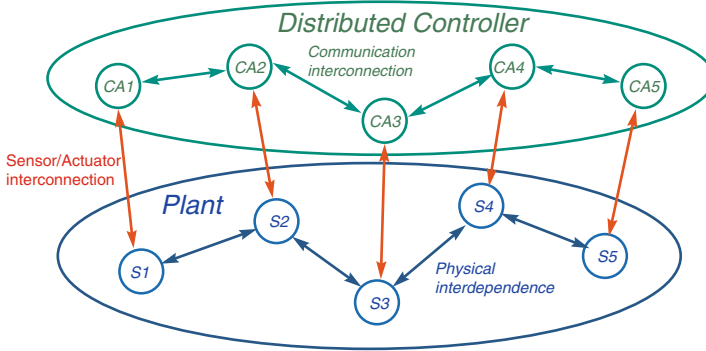 Distributed Controller
Communication
interconnection
CA1
CA2
CA3
CA4
CA5
Sensor/Actuator
interconnection
Plant
S1
S2
S3
S4
S5
Physical
interdependence